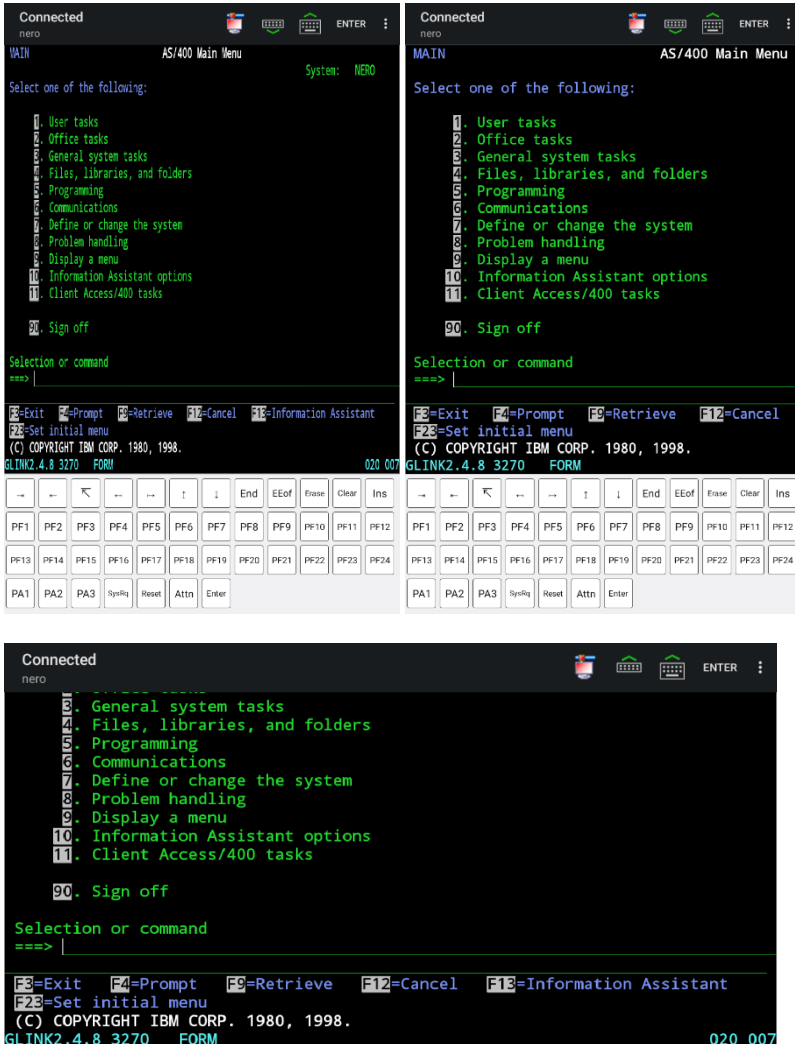 Connected
nero
ENTER
MAIN AS/400 Main Menu
System: NERO
Select one of the following:
1. User tasks
2. Office tasks
3. General system tasks
4. Files, libraries, and folders
5. Programming
6. Communications
7. Define or change the system
8. Problem handling
9. Display a menu
10. Information Assistant options
11. Client Access/400 tasks
90. Sign off
Selection or command
===>
F3=Exit F4=Prompt F9=Retrieve F12=Cancel F13=Information Assistant
F23=Set initial menu
(C) COPYRIGHT IBM CORP. 1980, 1998.
GLINK2.4.8 3270 FORM 020 007
→ ← ↖ ← → ↑ ↓ End EEof Erase Clear Ins
PF1 PF2 PF3 PF4 PF5 PF6 PF7 PF8 PF9 PF10 PF11 PF12
PF13 PF14 PF15 PF16 PF17 PF18 PF19 PF20 PF21 PF22 PF23 PF24
PA1 PA2 PA3 SysRq Reset Attn Enter
Connected
nero
ENTER
MAIN AS/400 Main Menu
Select one of the following:
1. User tasks
2. Office tasks
3. General system tasks
4. Files, libraries, and folders
5. Programming
6. Communications
7. Define or change the system
8. Problem handling
9. Display a menu
10. Information Assistant options
11. Client Access/400 tasks
90. Sign off
Selection or command
===>
F3=Exit F4=Prompt F9=Retrieve F12=Cancel
F23=Set initial menu
(C) COPYRIGHT IBM CORP. 1980, 1998.
GLINK2.4.8 3270 FORM
→ ← ↖ ← → ↑ ↓ End EEof Erase Clear Ins
PF1 PF2 PF3 PF4 PF5 PF6 PF7 PF8 PF9 PF10 PF11 PF12
PF13 PF14 PF15 PF16 PF17 PF18 PF19 PF20 PF21 PF22 PF23 PF24
PA1 PA2 PA3 SysRq Reset Attn Enter
Connected
nero
ENTER
3. General system tasks
4. Files, libraries, and folders
5. Programming
6. Communications
7. Define or change the system
8. Problem handling
9. Display a menu
10. Information Assistant options
11. Client Access/400 tasks
90. Sign off
Selection or command
===>
F3=Exit F4=Prompt F9=Retrieve F12=Cancel F13=Information Assistant
F23=Set initial menu
(C) COPYRIGHT IBM CORP. 1980, 1998.
GLINK2.4.8 3270 FORM 020 007